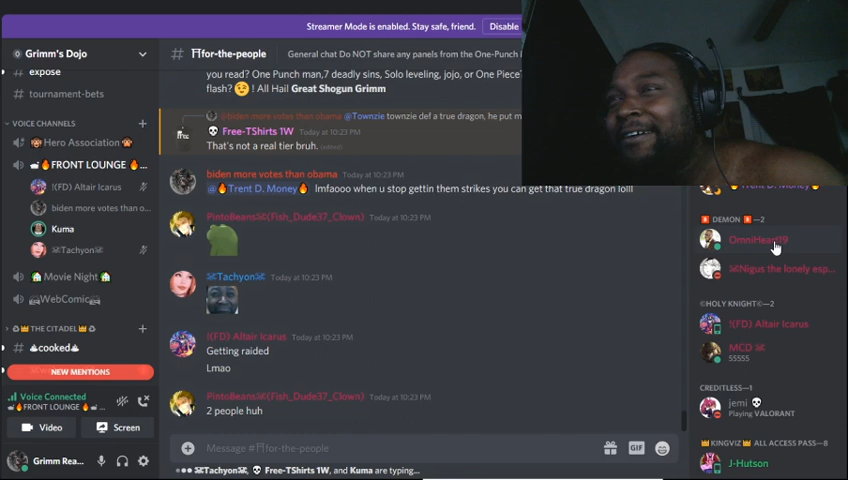 Streamer Mode is enabled. Stay safe, friend.
Disable
Grimm's Dojo
# ⛩for-the-people
General chat Do NOT share any panels from the One-Punch
expose
# tournament-bets
VOICE CHANNELS
Hero Association
FRONT LOUNGE
!(FD) Altair Icarus
biden more votes than o...
Kuma
Tachyon
Movie Night
WebComic
THE CITADEL
# cooked
NEW MENTIONS
Voice Connected
FRONT LOUNGE
Video
Screen
Grimm Rea...
you read? One Punch man,7 deadly sins, Solo leveling, jojo, or One Piece?
flash? 😉 ! All Hail Great Shogun Grimm
@biden more votes than obama @Townzie townzie def a true dragon, he put m
Free-TShirts 1W Today at 10:23 PM
That's not a real tier bruh. (edited)
biden more votes than obama Today at 10:23 PM
@🔥Trent D. Money🔥 lmfaooo when u stop gettin them strikes you can get that true dragon lolll
PintoBeans(Fish_Dude37_Clown) Today at 10:23 PM
Tachyon Today at 10:23 PM
!(FD) Altair Icarus Today at 10:23 PM
Getting raided
Lmao
PintoBeans(Fish_Dude37_Clown) Today at 10:23 PM
2 people huh
Message #⛩for-the-people
GIF
Tachyon, 💀 Free-TShirts 1W, and Kuma are typing...
Trent D. Money
DEMON —2
OmniHeart19
Nigus the lonely esp...
HOLY KNIGHT—2
!(FD) Altair Icarus
MCD
55555
CREDITLESS—1
jemi 💀
Playing VALORANT
KINGVIZ 👑 ALL ACCESS PASS—8
J-Hutson